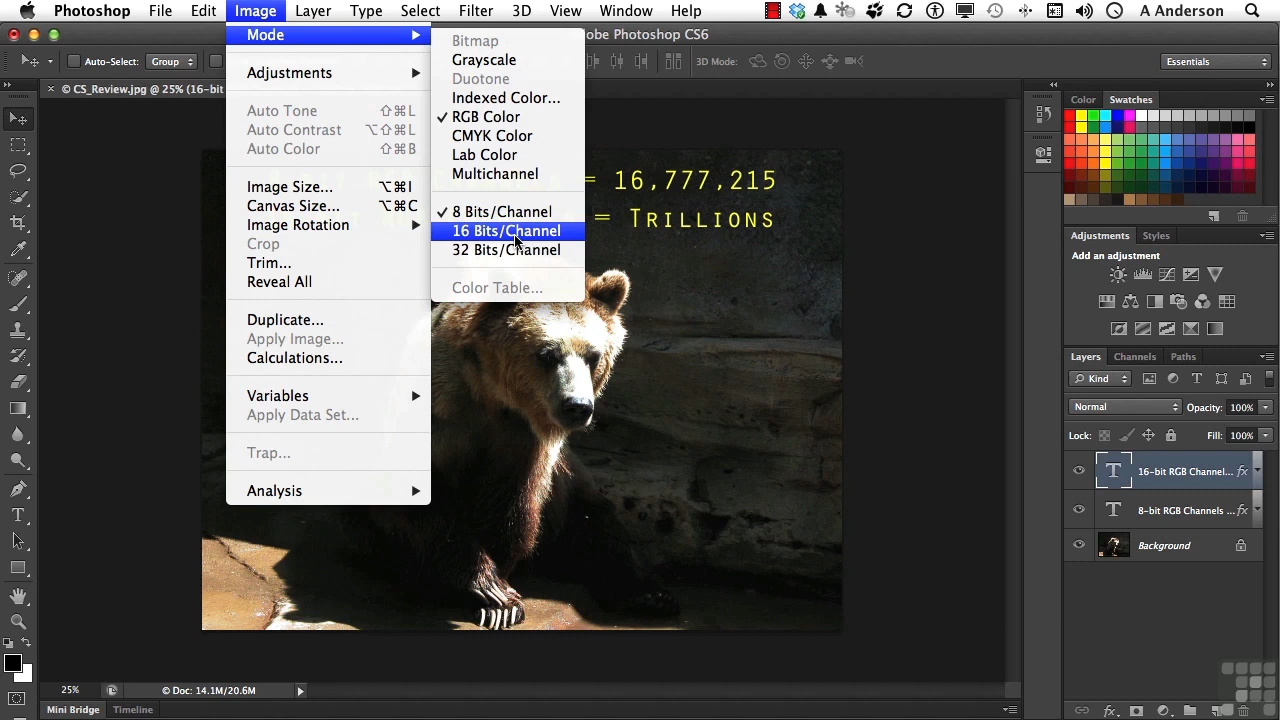 Photoshop File Edit Image Layer Type Select Filter 3D View Window Help A Anderson
dobe Photoshop CS6
Auto-Select: Group 3D Mode: Essentials
× © CS_Review.jpg @ 25% (16-bit
Mode
Adjustments
Auto Tone ⇧⌘L
Auto Contrast ⌥⇧⌘L
Auto Color ⇧⌘B
Image Size... ⌥⌘I
Canvas Size... ⌥⌘C
Image Rotation
Crop
Trim...
Reveal All
Duplicate...
Apply Image...
Calculations...
Variables
Apply Data Set...
Trap...
Analysis
Bitmap
Grayscale
Duotone
Indexed Color...
✓ RGB Color
CMYK Color
Lab Color
Multichannel
✓ 8 Bits/Channel
16 Bits/Channel
32 Bits/Channel
Color Table...
= 16,777,215
= Trillions
Color Swatches
Adjustments Styles
Add an adjustment
Layers Channels Paths
Kind
Normal Opacity: 100%
Lock: Fill: 100%
16-bit RGB Channel... fx
8-bit RGB Channels ... fx
Background
25% © Doc: 14.1M/20.6M
Mini Bridge Timeline